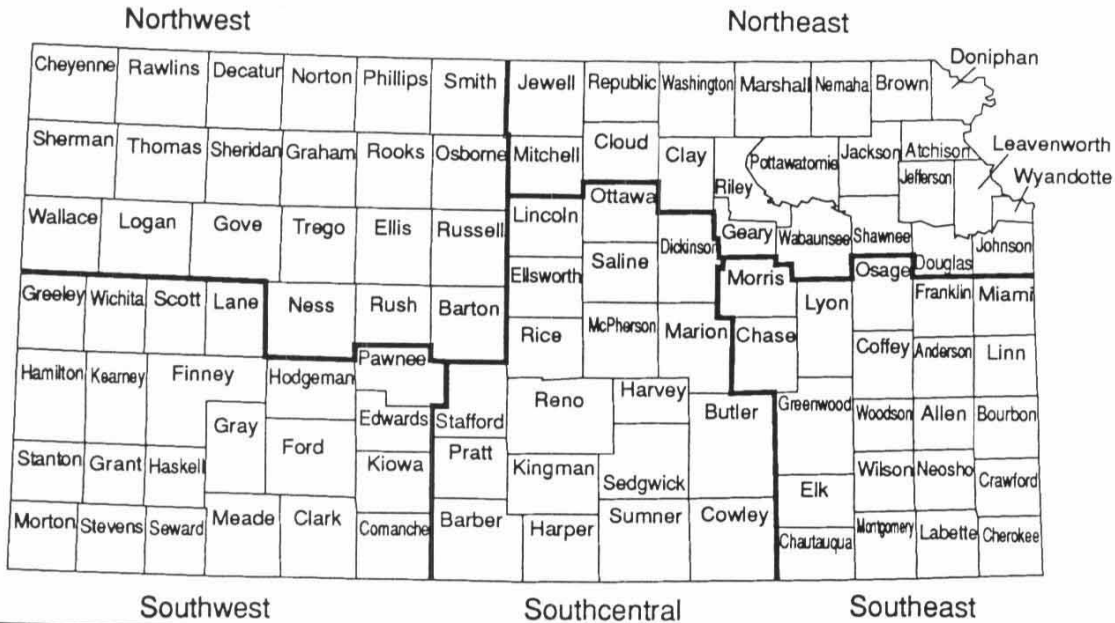 Northwest Northeast
Doniphan
Cheyenne Rawlins Decatur Norton Phillips Smith Jewell Republic Washington Marshall Nemaha Brown
Leavenworth
Sherman Thomas Sheridan Graham Rooks Osborne Mitchell Cloud Clay Riley Pottawatomie Jackson Atchison
Jefferson
Wyandotte
Wallace Logan Gove Trego Ellis Russell Lincoln Ottawa Dickinson Geary Wabaunsee Shawnee Douglas Johnson
Ellsworth Saline Morris Osage
Greeley Wichita Scott Lane Ness Rush Barton Rice McPherson Marion Chase Lyon Franklin Miami
Pawnee
Hamilton Kearney Finney Hodgeman Coffey Anderson Linn
Edwards Stafford Reno Harvey Butler Greenwood Woodson Allen Bourbon
Gray Ford
Stanton Grant Haskell Kiowa Pratt Kingman Sedgwick Elk Wilson Neosho Crawford
Morton Stevens Seward Meade Clark Comanche Barber Harper Sumner Cowley Chautauqua Montgomery Labette Cherokee
Southwest Southcentral Southeast